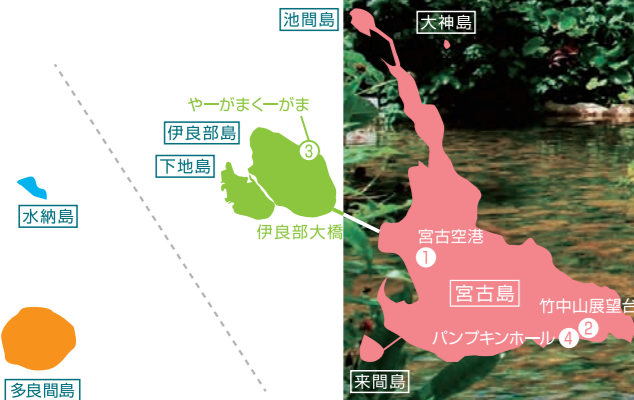 池間島
大神島
やーがまくーがま
伊良部島
③
下地島
水納島
伊良部大橋
宮古空港
①
宮古島
竹中山展望台
②
パンプキンホール
④
来間島
多良間島